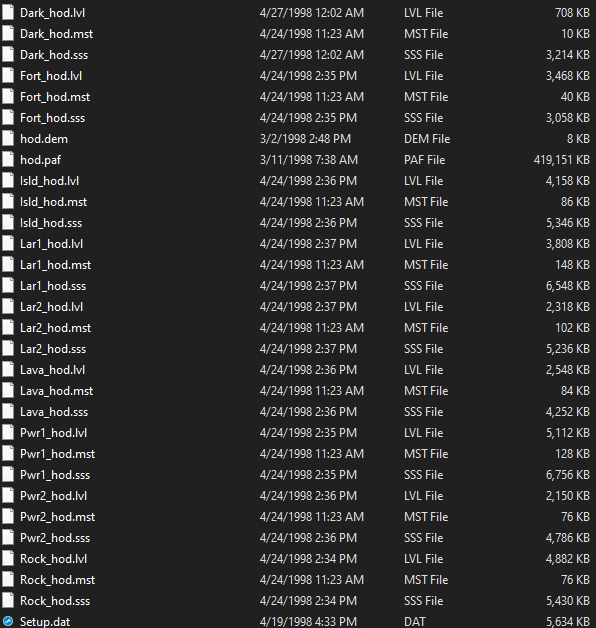 Dark_hod.lvl 4/27/1998 12:02 AM LVL File 708 KB
Dark_hod.mst 4/24/1998 11:23 AM MST File 10 KB
Dark_hod.sss 4/27/1998 12:02 AM SSS File 3,214 KB
Fort_hod.lvl 4/24/1998 2:35 PM LVL File 3,468 KB
Fort_hod.mst 4/24/1998 11:23 AM MST File 40 KB
Fort_hod.sss 4/24/1998 2:35 PM SSS File 3,058 KB
hod.dem 3/2/1998 2:48 PM DEM File 8 KB
hod.paf 3/11/1998 7:38 AM PAF File 419,151 KB
Isld_hod.lvl 4/24/1998 2:36 PM LVL File 4,158 KB
Isld_hod.mst 4/24/1998 11:23 AM MST File 86 KB
Isld_hod.sss 4/24/1998 2:36 PM SSS File 5,346 KB
Lar1_hod.lvl 4/24/1998 2:37 PM LVL File 3,808 KB
Lar1_hod.mst 4/24/1998 11:23 AM MST File 148 KB
Lar1_hod.sss 4/24/1998 2:37 PM SSS File 6,548 KB
Lar2_hod.lvl 4/24/1998 2:37 PM LVL File 2,318 KB
Lar2_hod.mst 4/24/1998 11:23 AM MST File 102 KB
Lar2_hod.sss 4/24/1998 2:37 PM SSS File 5,236 KB
Lava_hod.lvl 4/24/1998 2:36 PM LVL File 2,548 KB
Lava_hod.mst 4/24/1998 11:23 AM MST File 84 KB
Lava_hod.sss 4/24/1998 2:36 PM SSS File 4,252 KB
Pwr1_hod.lvl 4/24/1998 2:35 PM LVL File 5,112 KB
Pwr1_hod.mst 4/24/1998 11:23 AM MST File 128 KB
Pwr1_hod.sss 4/24/1998 2:35 PM SSS File 6,756 KB
Pwr2_hod.lvl 4/24/1998 2:36 PM LVL File 2,150 KB
Pwr2_hod.mst 4/24/1998 11:23 AM MST File 76 KB
Pwr2_hod.sss 4/24/1998 2:36 PM SSS File 4,786 KB
Rock_hod.lvl 4/24/1998 2:34 PM LVL File 4,882 KB
Rock_hod.mst 4/24/1998 11:23 AM MST File 76 KB
Rock_hod.sss 4/24/1998 2:34 PM SSS File 5,430 KB
Setup.dat 4/19/1998 4:33 PM DAT 5,634 KB